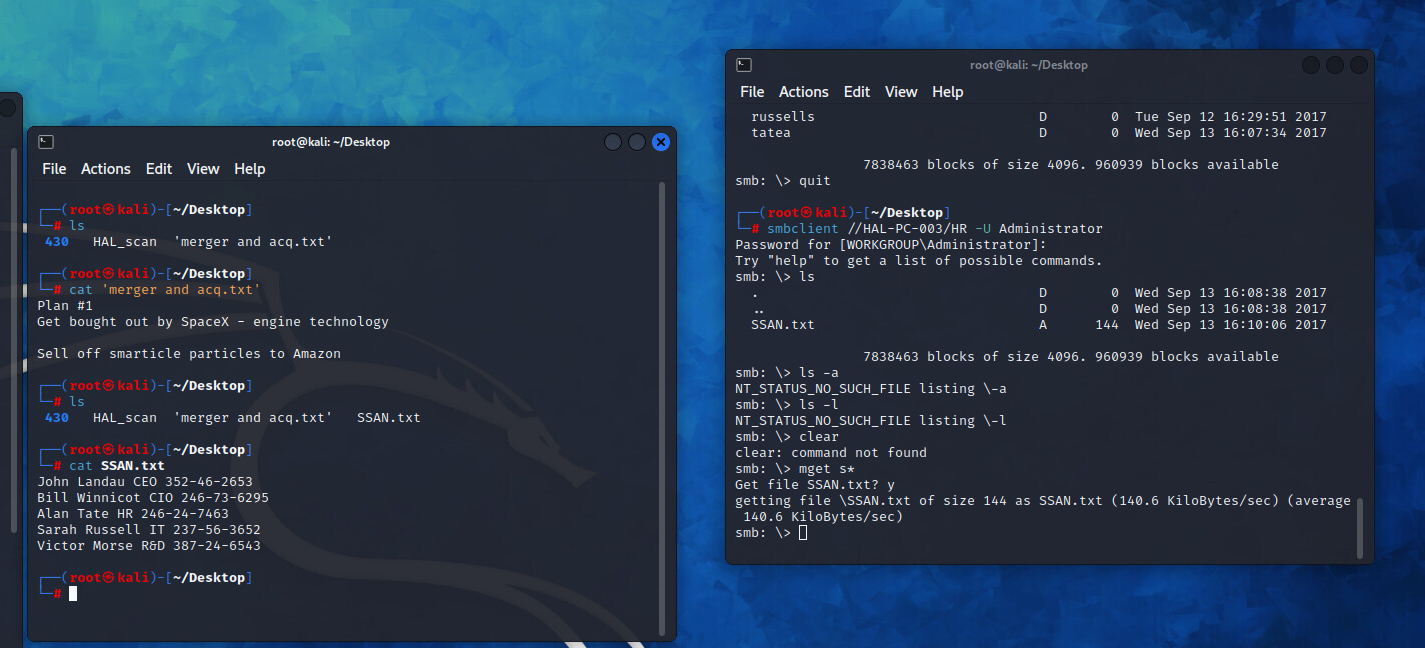 root@kali: ~/Desktop
File Actions Edit View Help
┌──(root㉿kali)-[~/Desktop]
└─# ls
430 HAL_scan 'merger and acq.txt'
┌──(root㉿kali)-[~/Desktop]
└─# cat 'merger and acq.txt'
Plan #1
Get bought out by SpaceX - engine technology
Sell off smarticle particles to Amazon
┌──(root㉿kali)-[~/Desktop]
└─# ls
430 HAL_scan 'merger and acq.txt' SSAN.txt
┌──(root㉿kali)-[~/Desktop]
└─# cat SSAN.txt
John Landau CEO 352-46-2653
Bill Winnicot CIO 246-73-6295
Alan Tate HR 246-24-7463
Sarah Russell IT 237-56-3652
Victor Morse R&D 387-24-6543
┌──(root㉿kali)-[~/Desktop]
└─#
root@kali: ~/Desktop
File Actions Edit View Help
russells D 0 Tue Sep 12 16:29:51 2017
tatea D 0 Wed Sep 13 16:07:34 2017
7838463 blocks of size 4096. 960939 blocks available
smb: \> quit
┌──(root㉿kali)-[~/Desktop]
└─# smbclient //HAL-PC-003/HR -U Administrator
Password for [WORKGROUP\Administrator]:
Try "help" to get a list of possible commands.
smb: \> ls
. D 0 Wed Sep 13 16:08:38 2017
.. D 0 Wed Sep 13 16:08:38 2017
SSAN.txt A 144 Wed Sep 13 16:10:06 2017
7838463 blocks of size 4096. 960939 blocks available
smb: \> ls -a
NT_STATUS_NO_SUCH_FILE listing \-a
smb: \> ls -l
NT_STATUS_NO_SUCH_FILE listing \-l
smb: \> clear
clear: command not found
smb: \> mget s*
Get file SSAN.txt? y
getting file \SSAN.txt of size 144 as SSAN.txt (140.6 KiloBytes/sec) (average
140.6 KiloBytes/sec)
smb: \>